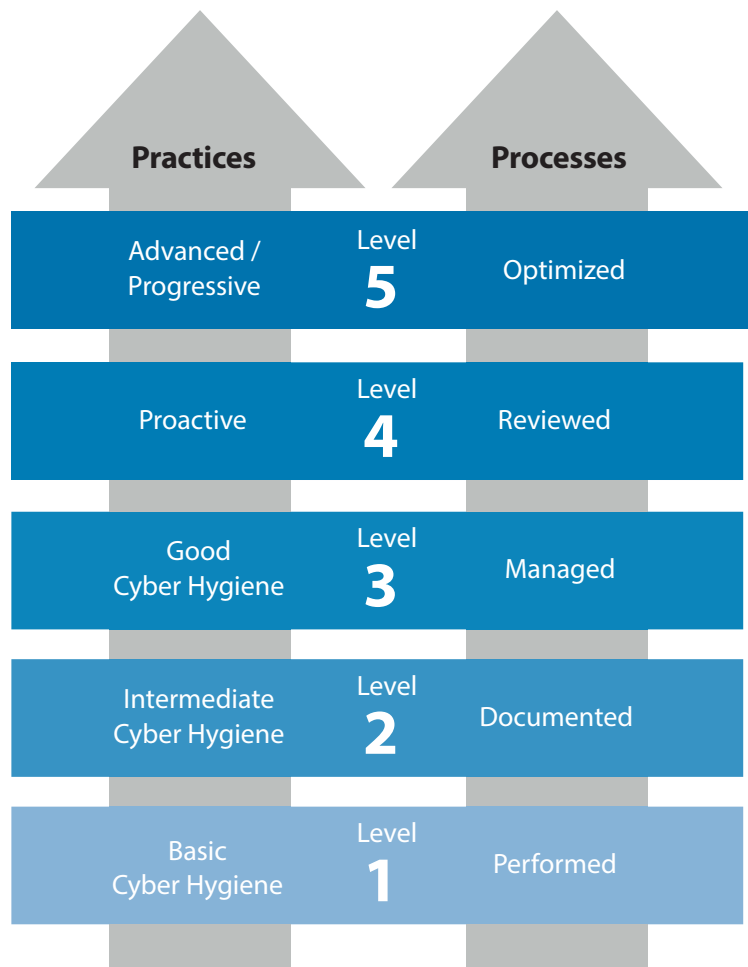 Practices
Processes
Advanced /
Progressive
Level
5
Optimized
Proactive
Level
4
Reviewed
Good
Cyber Hygiene
Level
3
Managed
Intermediate
Cyber Hygiene
Level
2
Documented
Basic
Cyber Hygiene
Level
1
Performed